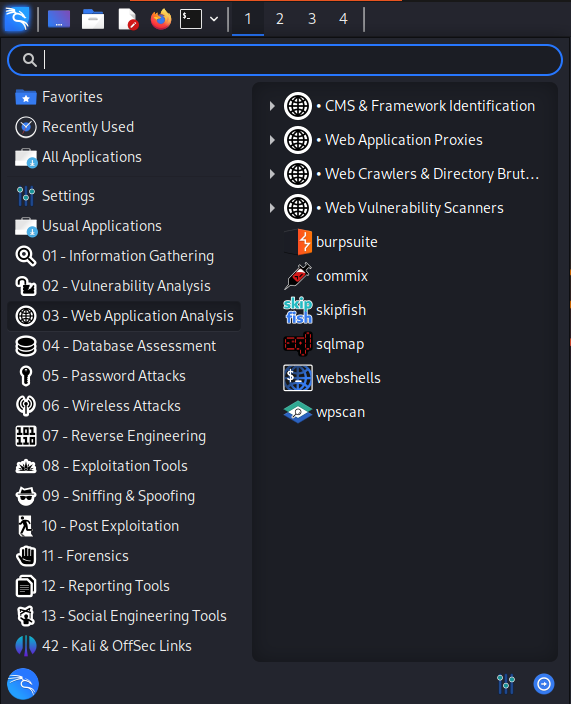 1 2 3 4
Favorites
Recently Used
All Applications
Settings
Usual Applications
01 - Information Gathering
02 - Vulnerability Analysis
03 - Web Application Analysis
04 - Database Assessment
05 - Password Attacks
06 - Wireless Attacks
07 - Reverse Engineering
08 - Exploitation Tools
09 - Sniffing & Spoofing
10 - Post Exploitation
11 - Forensics
12 - Reporting Tools
13 - Social Engineering Tools
42 - Kali & OffSec Links
• CMS & Framework Identification
• Web Application Proxies
• Web Crawlers & Directory Brut...
• Web Vulnerability Scanners
burpsuite
commix
skip
fish
skipfish
sql
sqlmap
$_
webshells
wpscan